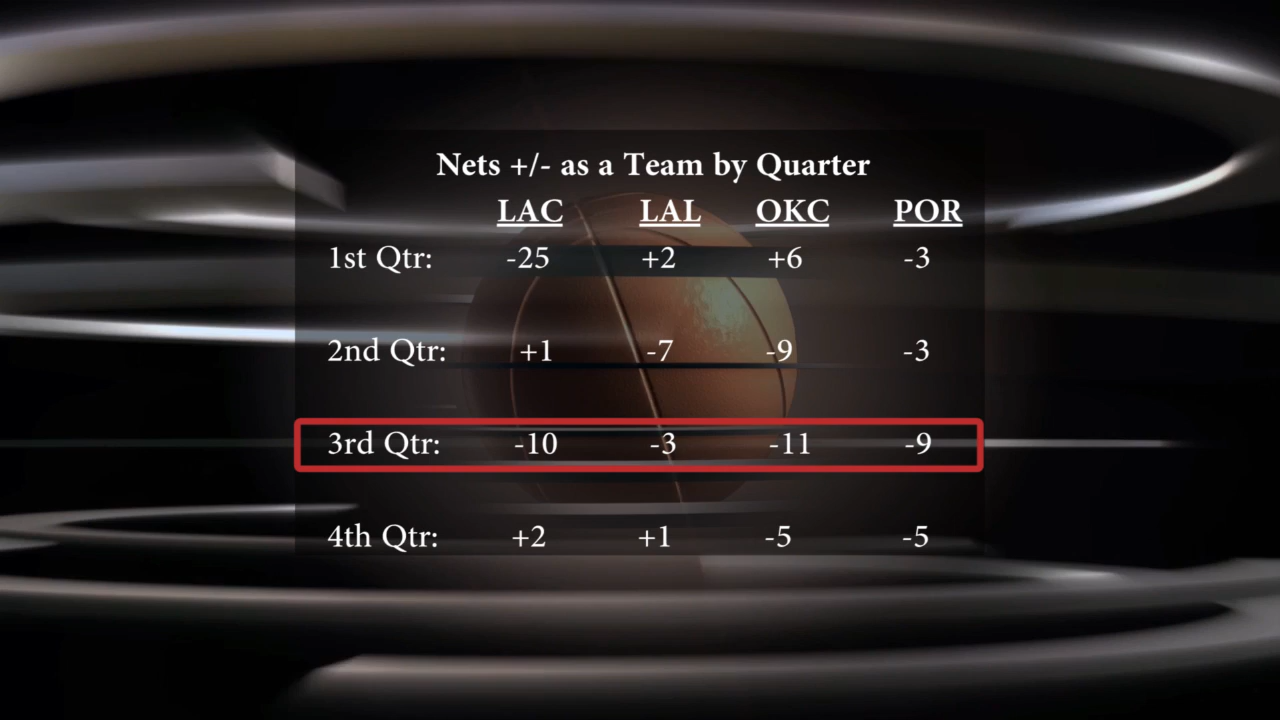 Nets +/- as a Team by Quarter
LAC LAL OKC POR
1st Qtr: -25 +2 +6 -3
2nd Qtr: +1 -7 -9 -3
3rd Qtr: -10 -3 -11 -9
4th Qtr: +2 +1 -5 -5